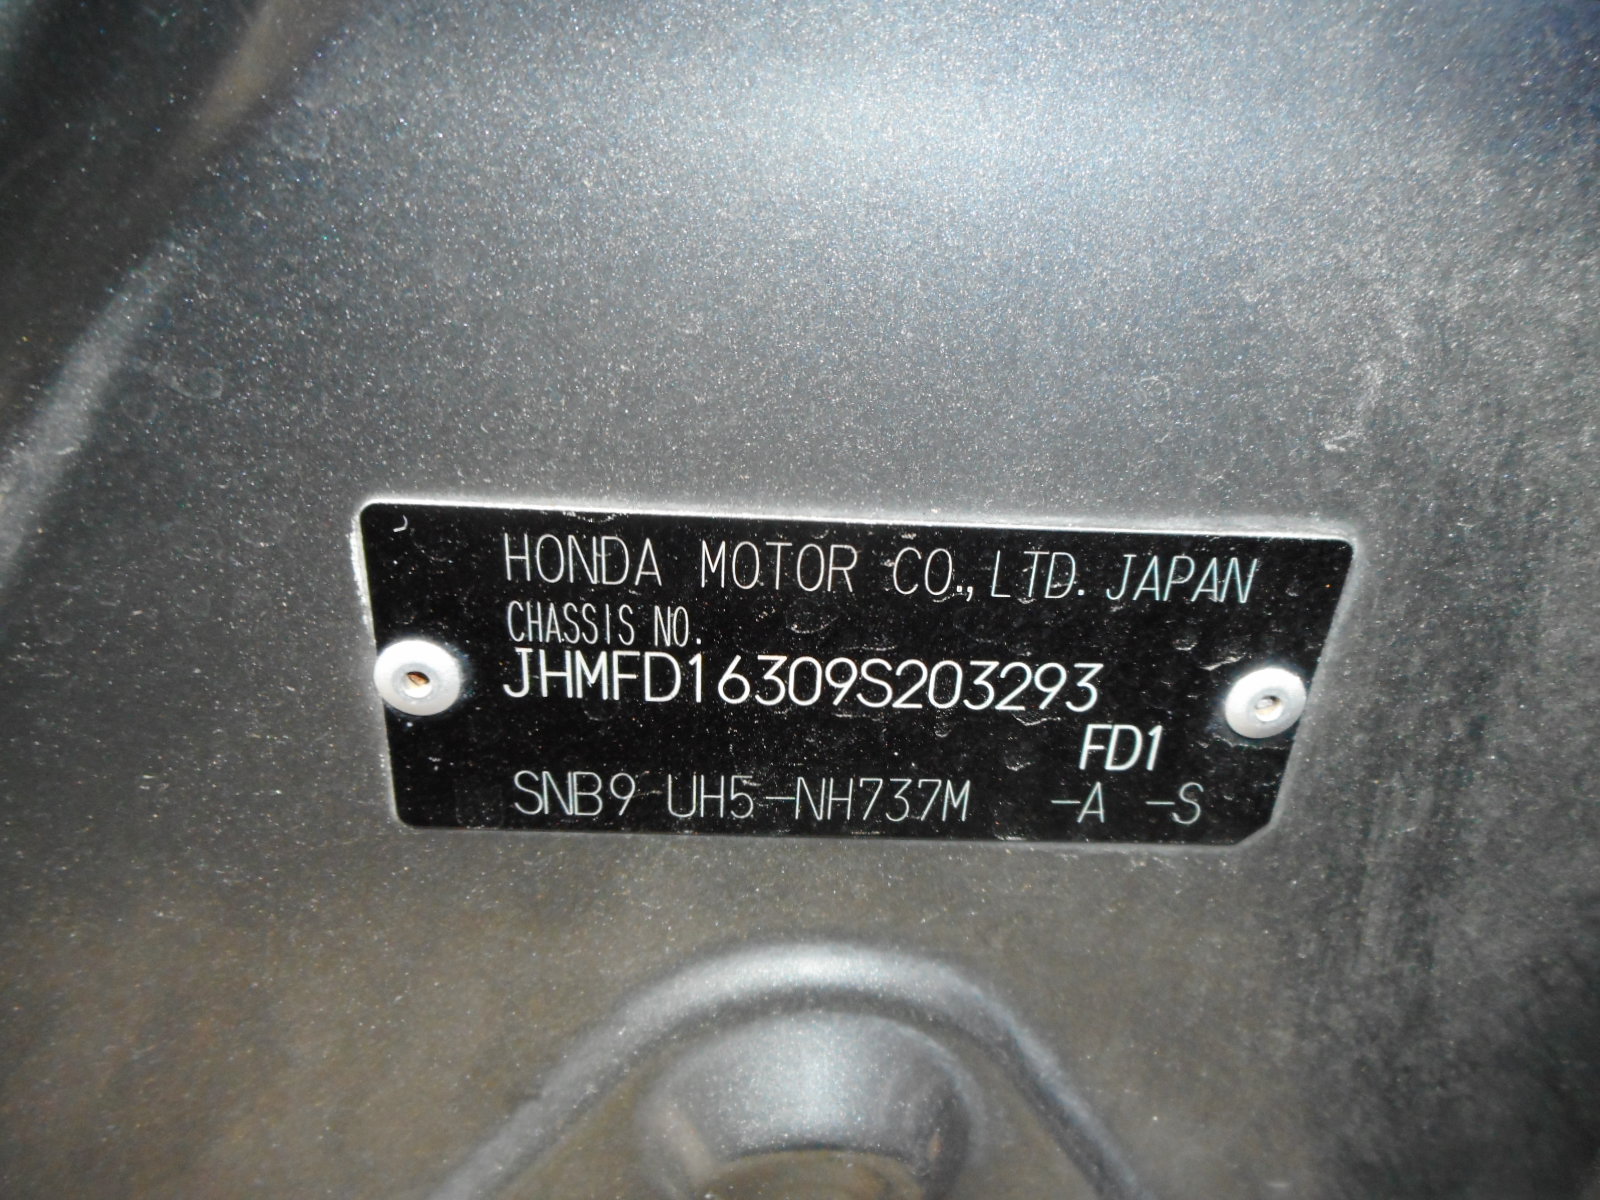 HONDA MOTOR CO., LTD. JAPAN
CHASSIS NO.
JHMFD16309S203293
FD1
SNB9 UH5-NH737M -A -S